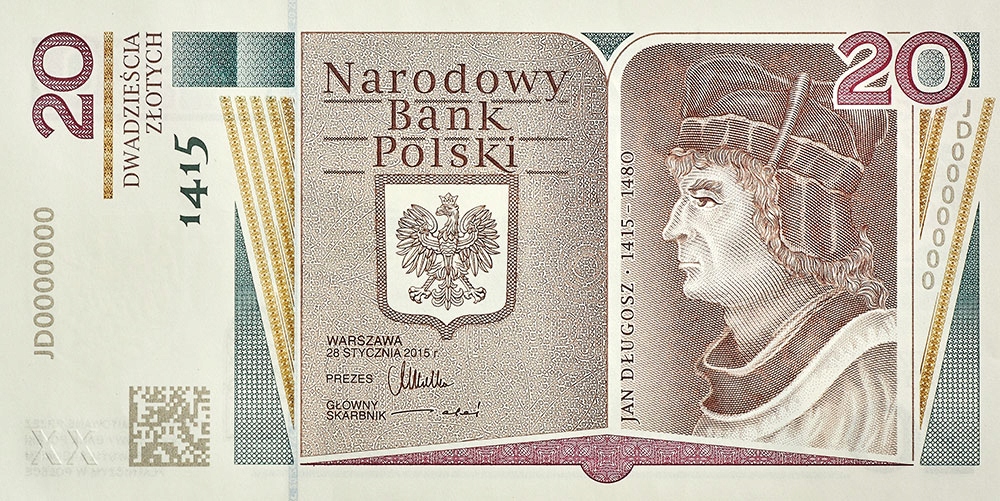 20
DWADZIEŚCIA
ZŁOTYCH
1415
JD0000000
XX
Narodowy
Bank
Polski
WARSZAWA
28 STYCZNIA 2015 r.
PREZES
GŁÓWNY
SKARBNIK
JAN DŁUGOSZ · 1415 – 1480
20
JD0000000